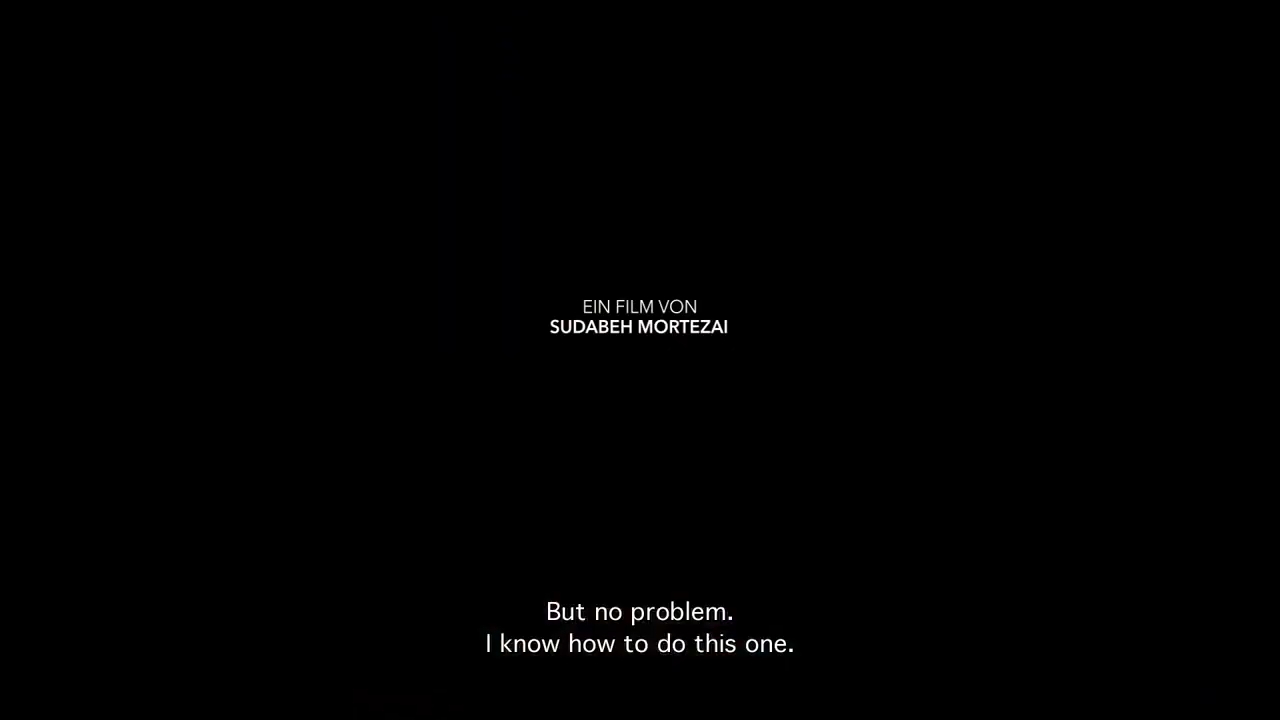 EIN FILM VON
SUDABEH MORTEZAI
But no problem.
I know how to do this one.